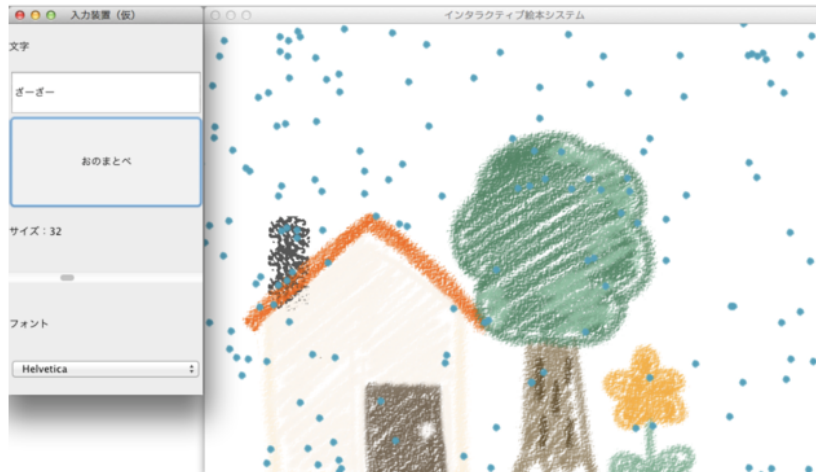 入力装置（仮）
インタラクティブ絵本システム
文字
ざーざー
おのまとぺ
サイズ：32
フォント
Helvetica